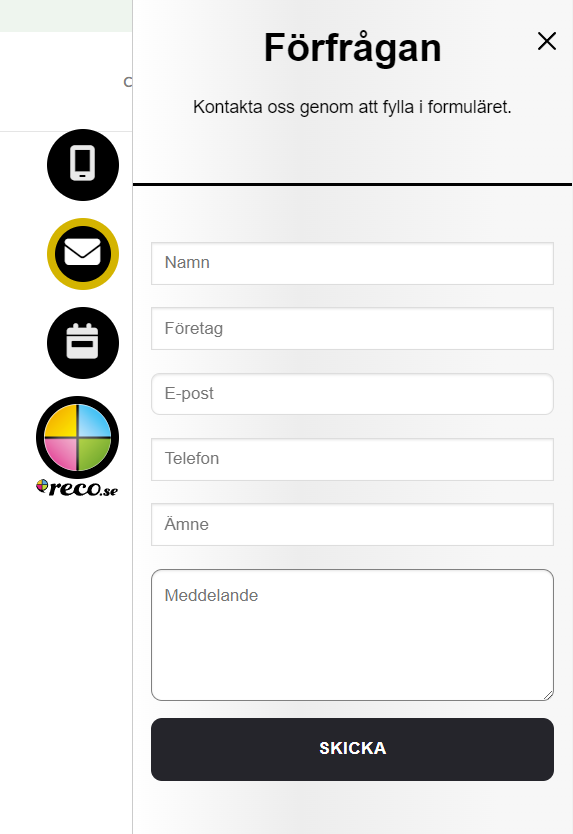 Förfrågan
Kontakta oss genom att fylla i formuläret.
Namn
Företag
E-post
Telefon
Ämne
Meddelande
SKICKA
reco.se